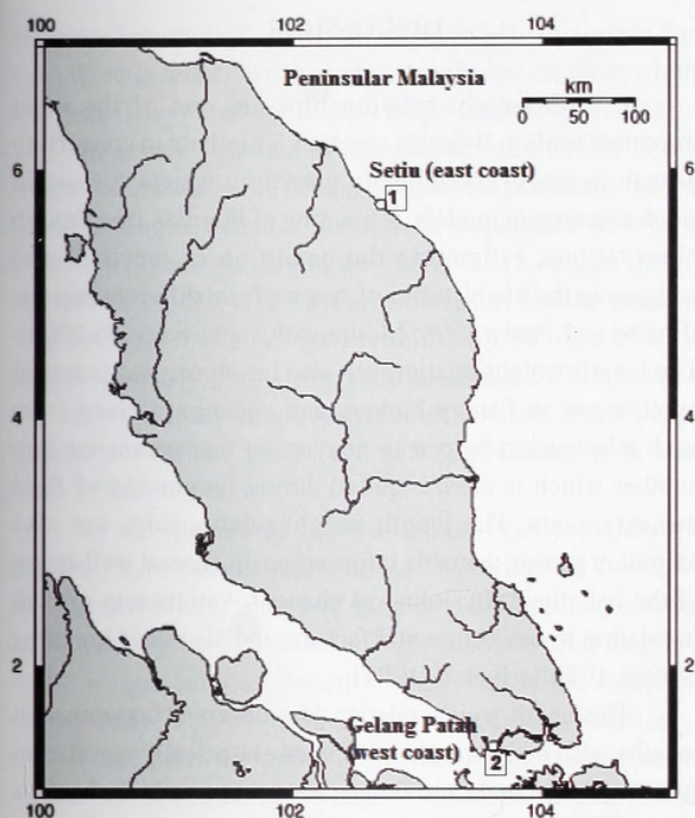 100 102 104
Peninsular Malaysia
km
0 50 100
6 6
Setiu (east coast)
1
4 4
2 2
Gelang Patah
(west coast)
2
100 102 104